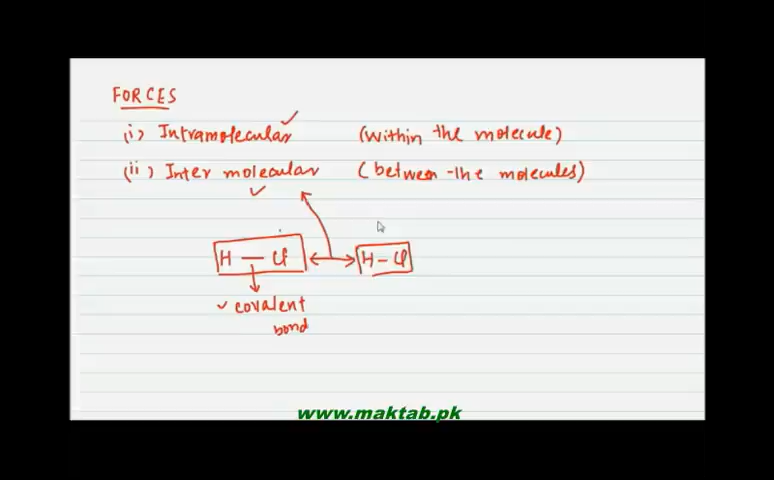 FORCES
(i) Intramolecular (within the molecule)
(ii) Inter molecular (between the molecules)
H — Cl H - Cl
covalent
bond
www.maktab.pk